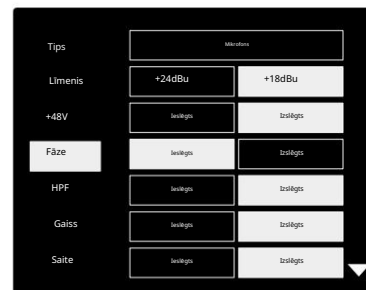 Tips Mikrofons
Līmenis +24dBu +18dBu
+48V Ieslēgts Izslēgts
Fāze Ieslēgts Izslēgts
HPF Ieslēgts Izslēgts
Gaiss Ieslēgts Izslēgts
Saite Ieslēgts Izslēgts